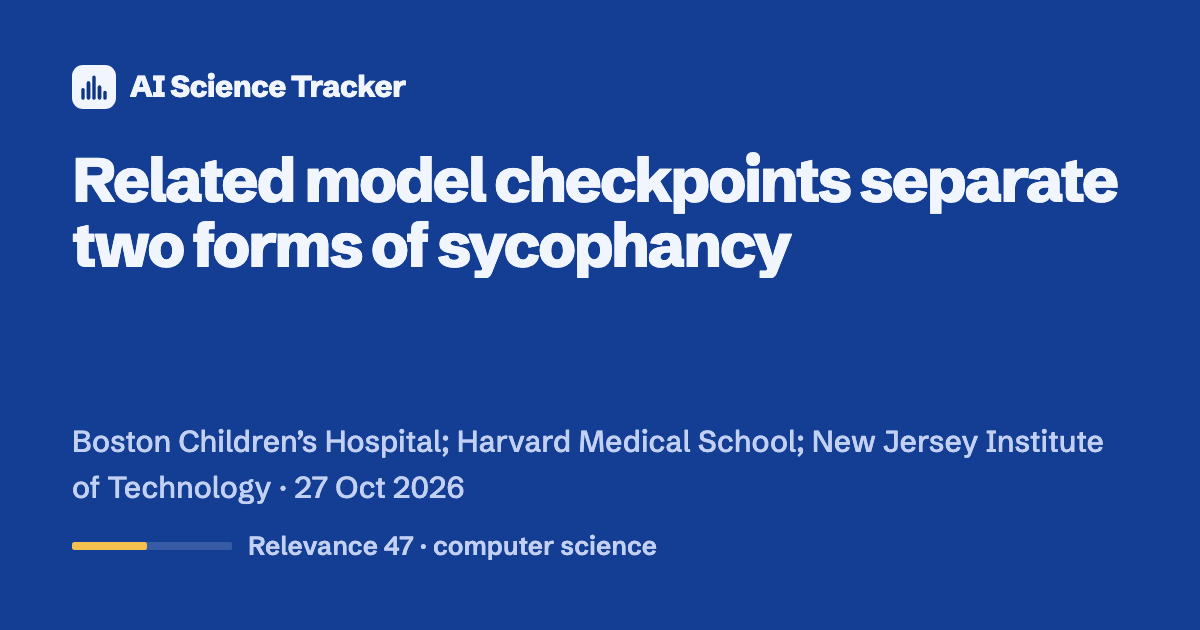 AI Science Tracker
Related model checkpoints separate
two forms of sycophancy
Boston Children’s Hospital; Harvard Medical School; New Jersey Institute
of Technology · 27 Oct 2026
Relevance 47 · computer science